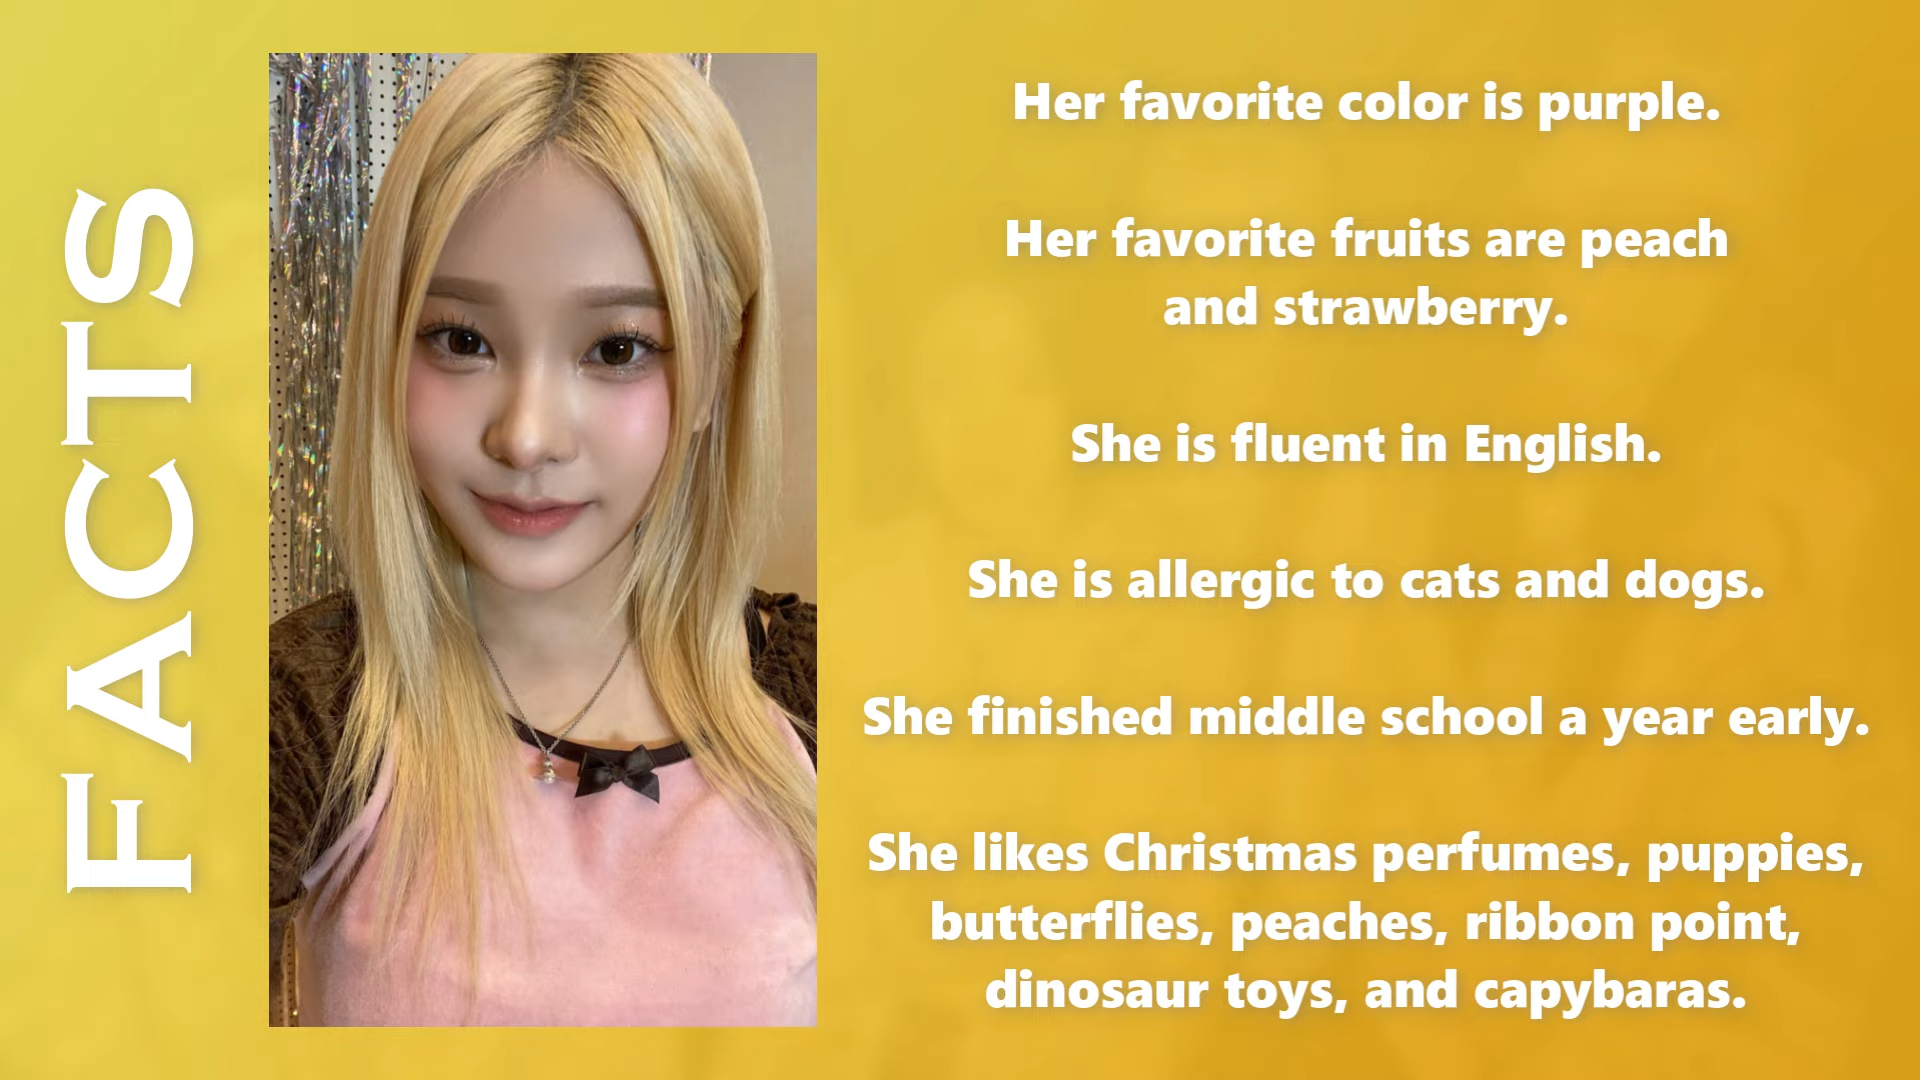 FACTS
Her favorite color is purple.
Her favorite fruits are peach
and strawberry.
She is fluent in English.
She is allergic to cats and dogs.
She finished middle school a year early.
She likes Christmas perfumes, puppies,
butterflies, peaches, ribbon point,
dinosaur toys, and capybaras.